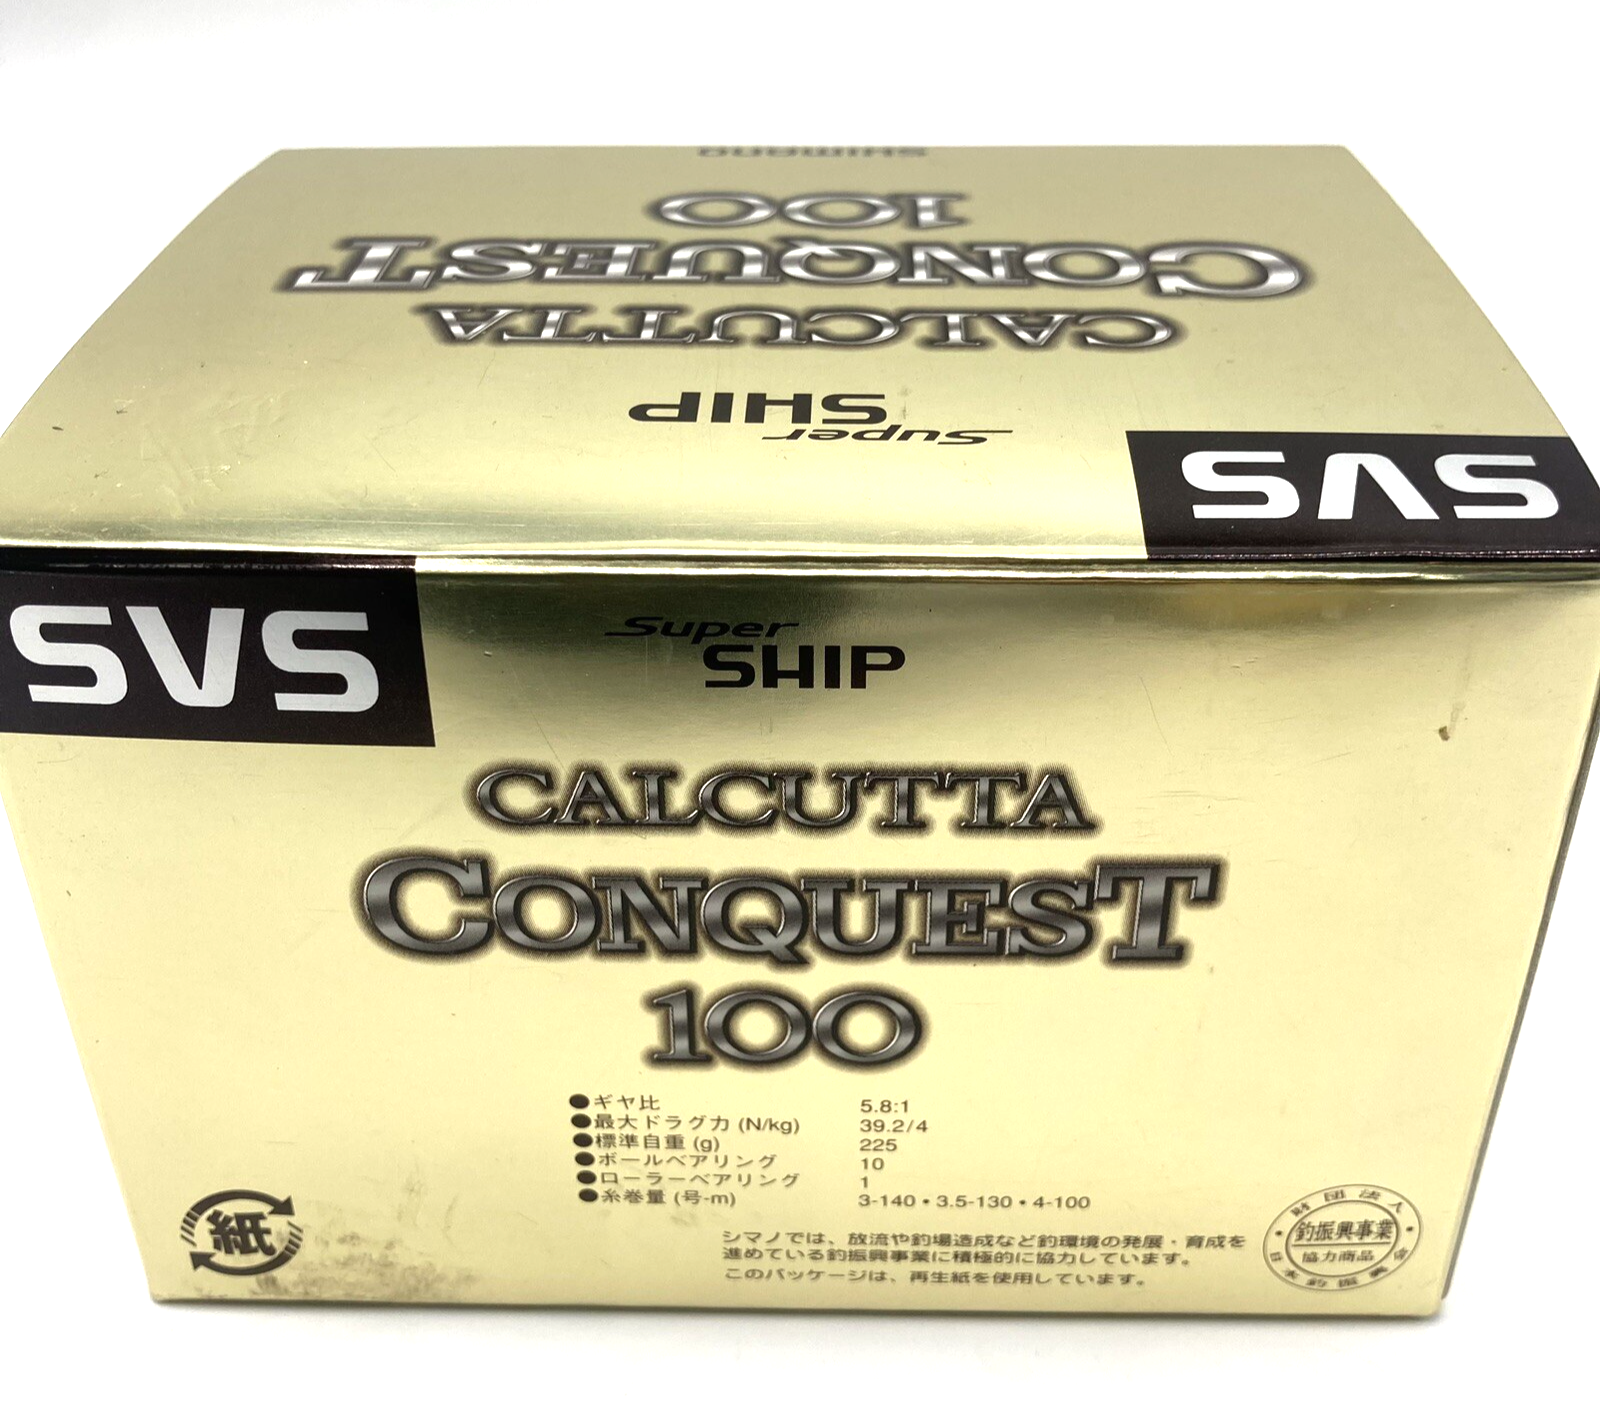 SHIMANO
100
CONQUEST
CALCUTTA
SHIP
Super
SVS
SVS
Super
SHIP
CALCUTTA
CONQUEST
100
●ギヤ比 5.8:1
●最大ドラグ力 (N/kg) 39.2/4
●標準自重 (g) 225
●ボールベアリング 10
●ローラーベアリング 1
●糸巻量 (号-m) 3-140・3.5-130・4-100
シマノでは、放流や釣場造成など釣環境の発展・育成を
進めている釣振興事業に積極的に協力しています。
このパッケージは、再生紙を使用しています。
紙
財団法人
釣振興事業
協力商品
日本釣振興会